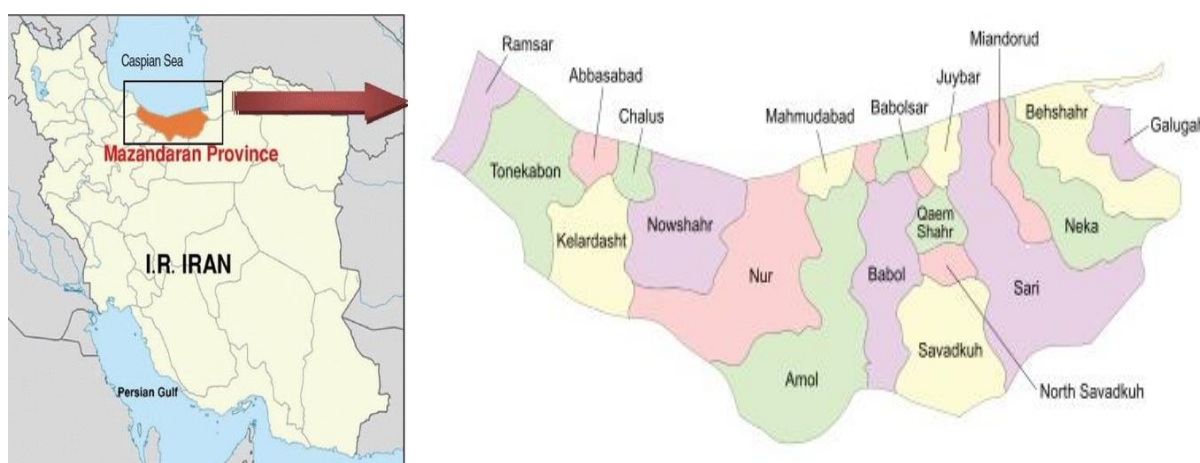 Caspian Sea
Mazandaran Province
I.R. IRAN
Persian Gulf
Ramsar
Abbasabad
Chalus
Mahmudabad
Babolsar
Juybar
Miandorud
Behshahr
Galugah
Tonekabon
Kelardasht
Nowshahr
Nur
Amol
Babol
Qaem
Shahr
Savadkuh
Sari
Neka
North Savadkuh